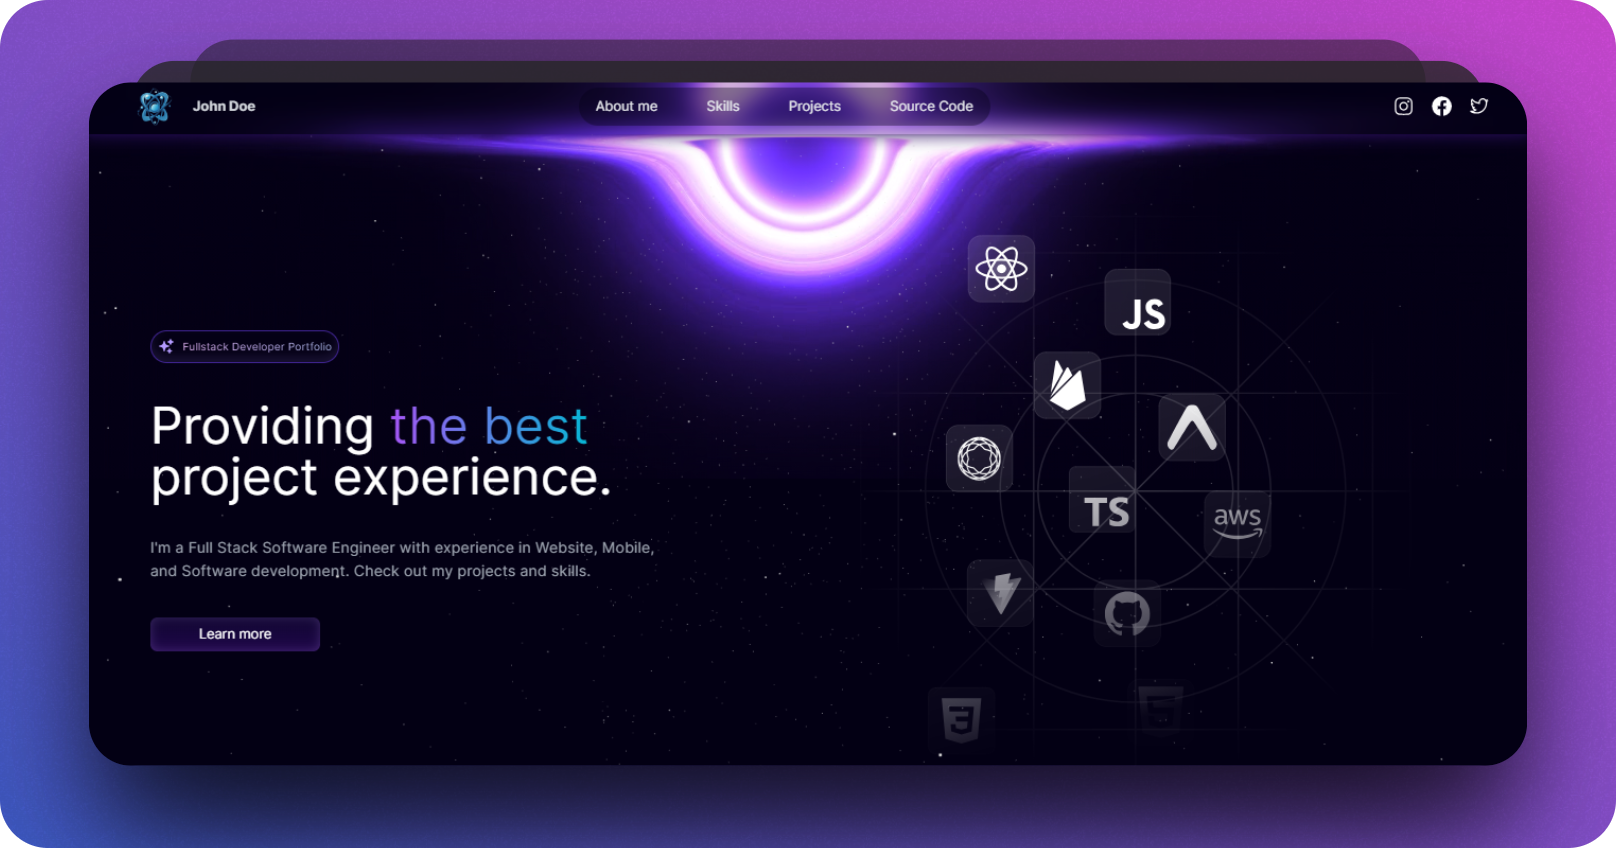 John Doe
About me
Skills
Projects
Source Code
Fullstack Developer Portfolio
Providing the best
project experience.
I'm a Full Stack Software Engineer with experience in Website, Mobile,
and Software development. Check out my projects and skills.
Learn more
JS
TS
aws
3
5